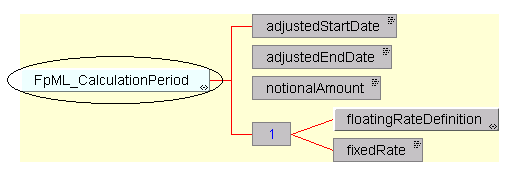 adjustedStartDate
adjustedEndDate
FpML_CalculationPeriod
notionalAmount
1
floatingRateDefinition
fixedRate